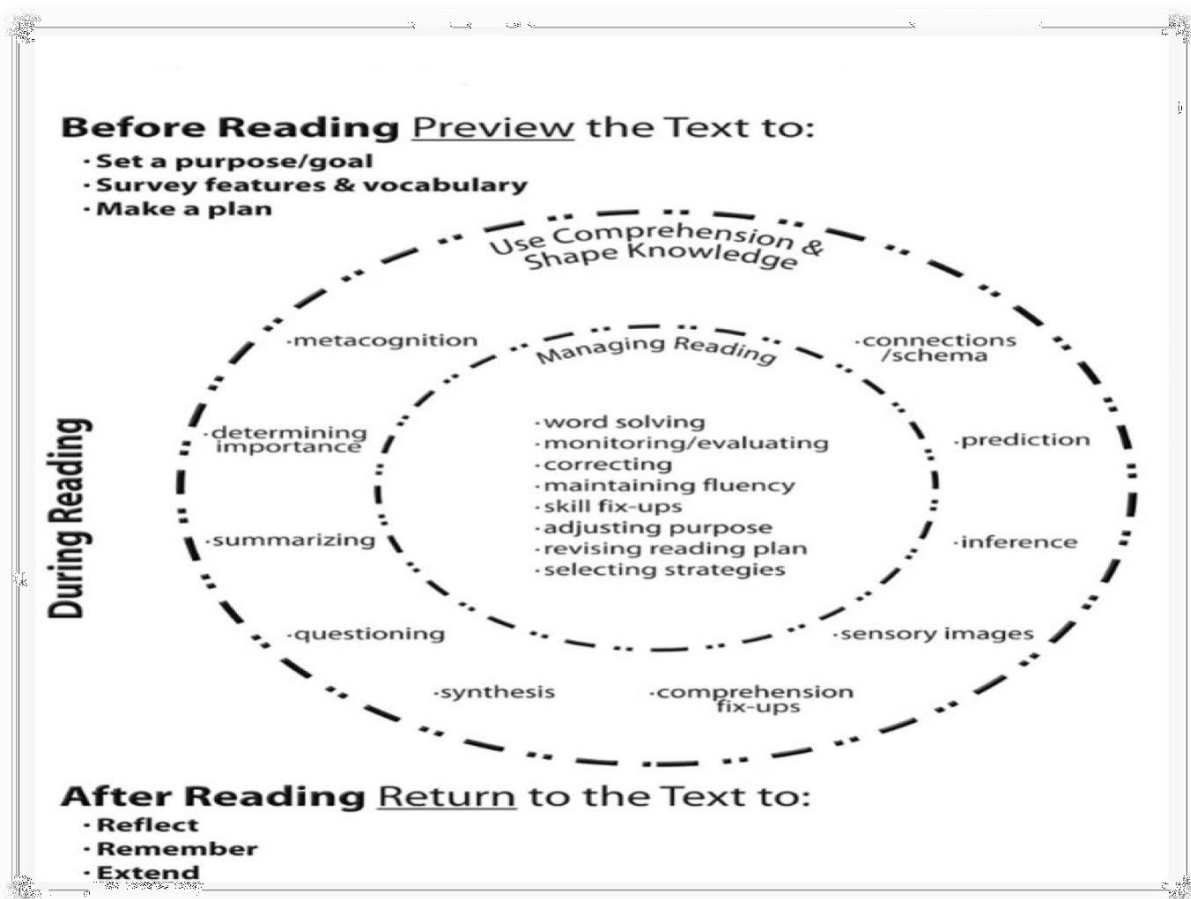 Before Reading Preview the Text to:
· Set a purpose/goal
· Survey features & vocabulary
· Make a plan
Use Comprehension &
Shape Knowledge
·metacognition
·connections
/schema
Managing Reading
·determining
importance
·prediction
·word solving
·monitoring/evaluating
·correcting
·maintaining fluency
·skill fix-ups
·adjusting purpose
·revising reading plan
·selecting strategies
During Reading
·summarizing
·inference
·questioning
·sensory images
·synthesis
·comprehension
fix-ups
After Reading Return to the Text to:
· Reflect
· Remember
· Extend